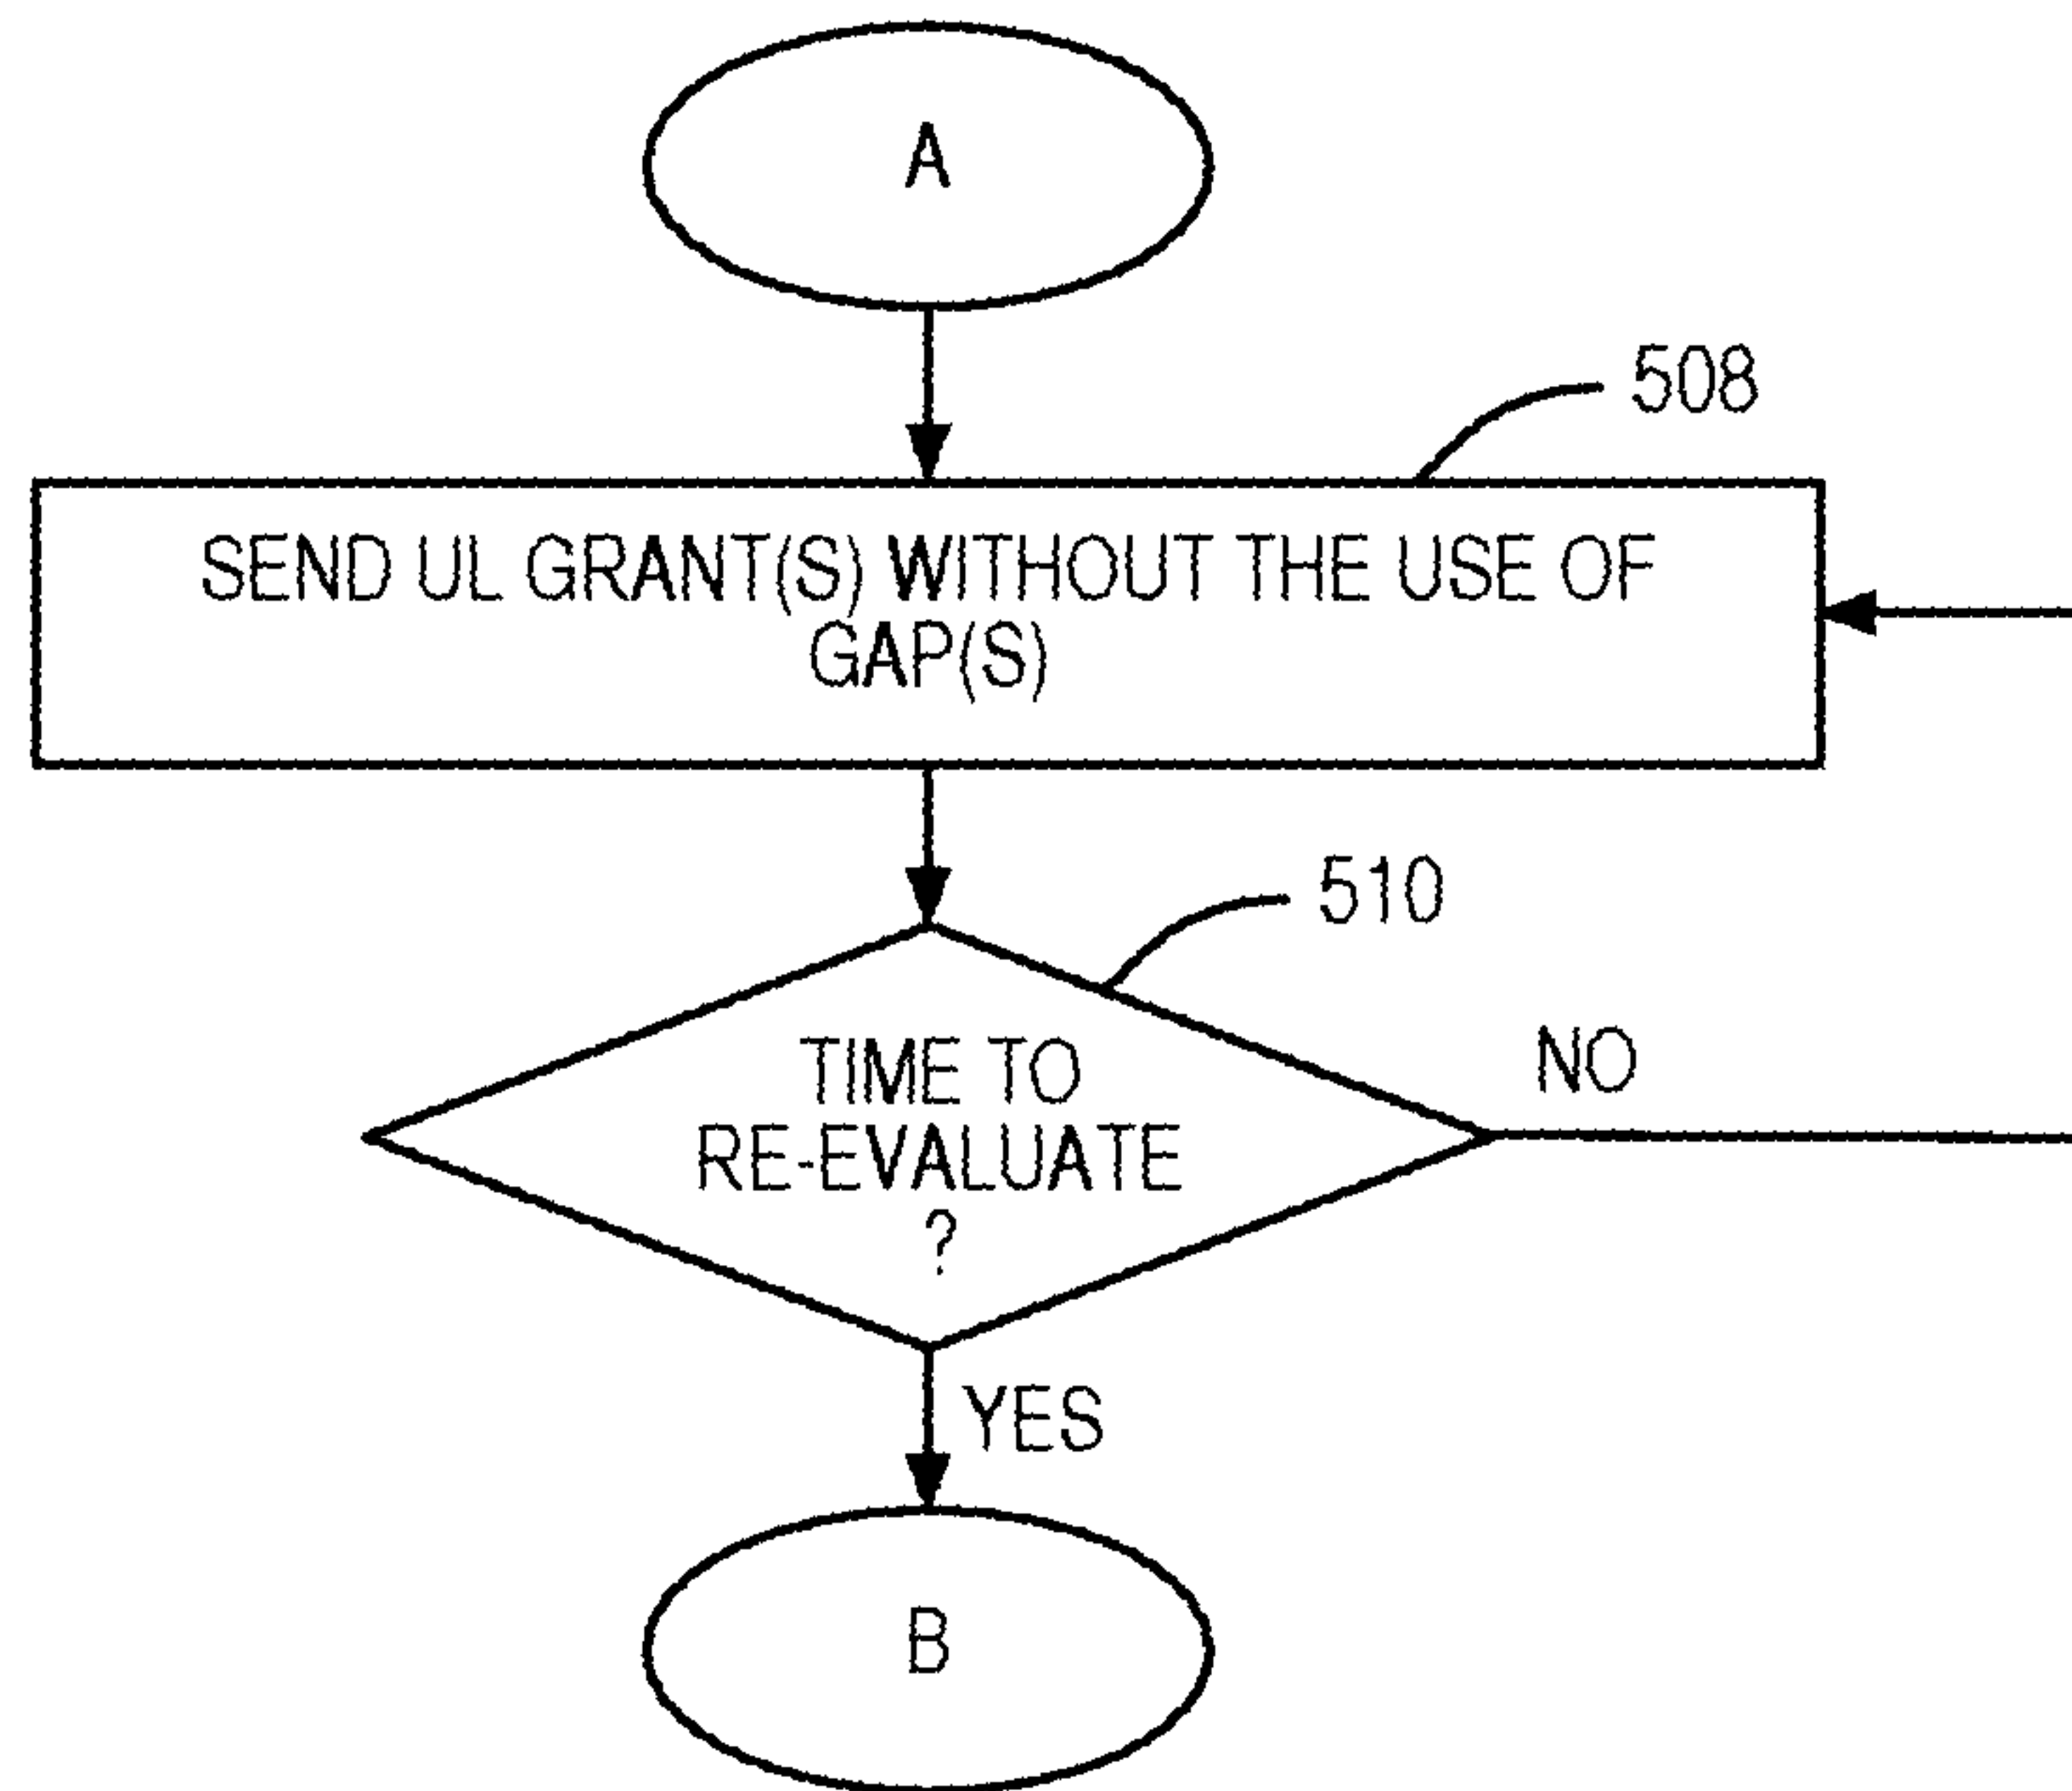 A
508
SEND UL GRANT(S) WITHOUT THE USE OF
GAP(S)
510
TIME TO
RE-EVALUATE
?
NO
YES
B